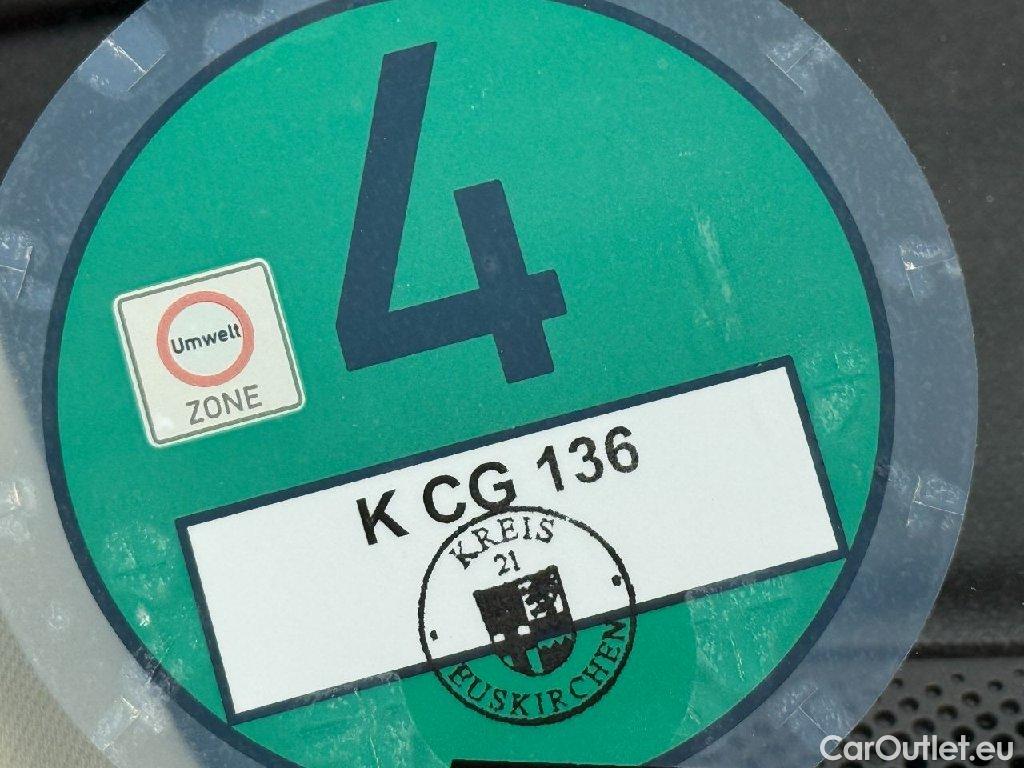 4
Umwelt
ZONE
K CG 136
KREIS
21
EUSKIRCHEN
CarOutlet.eu